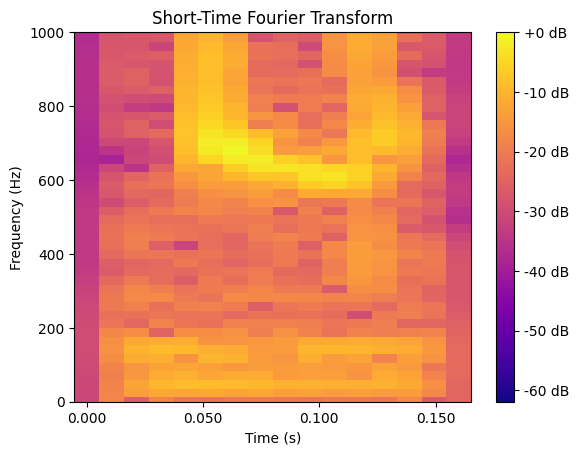 Short-Time Fourier Transform
Frequency (Hz)
1000
800
600
400
200
0
0.000
0.050
0.100
0.150
Time (s)
+0 dB
-10 dB
-20 dB
-30 dB
-40 dB
-50 dB
-60 dB